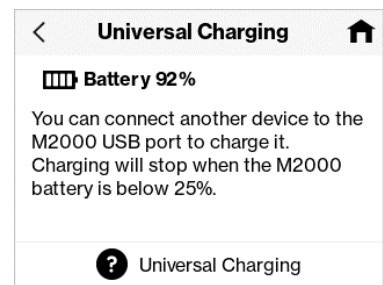 Universal Charging
Battery 92%
You can connect another device to the
M2000 USB port to charge it.
Charging will stop when the M2000
battery is below 25%.
? Universal Charging